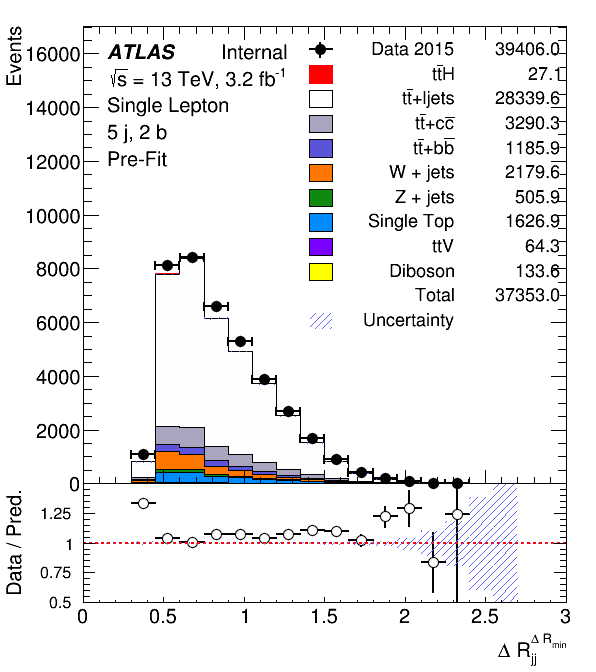 Events
16000
14000
12000
10000
8000
6000
4000
2000
0
ATLAS Internal
√s = 13 TeV, 3.2 fb⁻¹
Single Lepton
5 j, 2 b
Pre-Fit
Data 2015 39406.0
tt̄H 27.1
tt̄+ljets 28339.6
tt̄+cc̄ 3290.3
tt̄+bb̄ 1185.9
W + jets 2179.6
Z + jets 505.9
Single Top 1626.9
ttV 64.3
Diboson 133.6
Total 37353.0
Uncertainty
Data / Pred.
1.25
1
0.75
0.5
0 0.5 1 1.5 2 2.5 3
Δ R_jj^Δ R_min